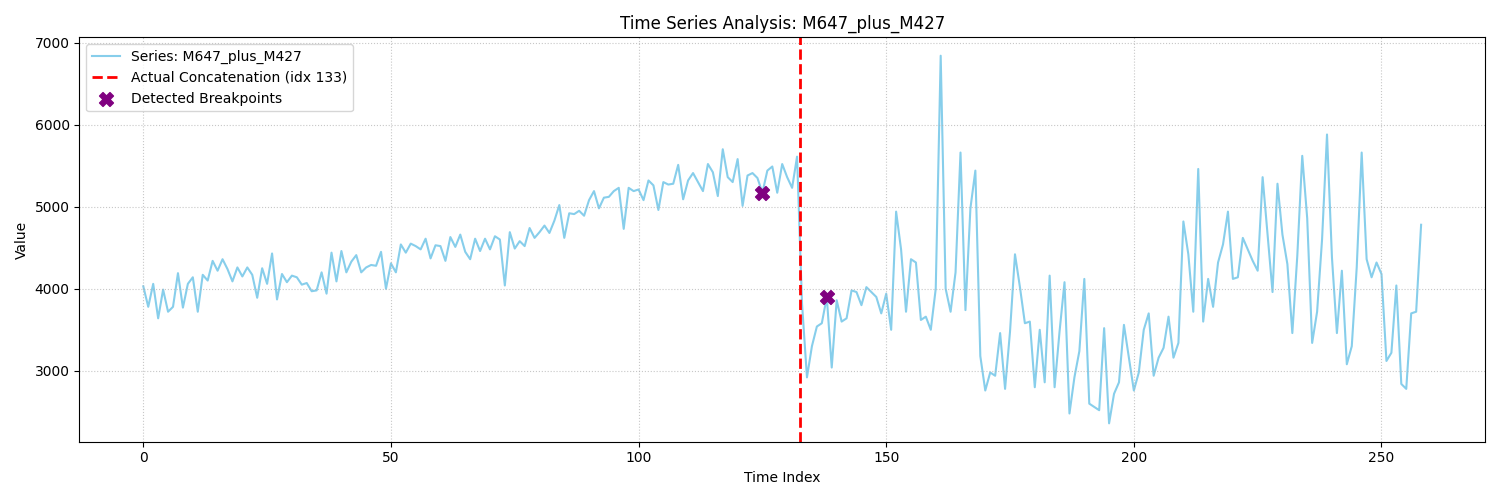 Time Series Analysis: M647_plus_M427
Series: M647_plus_M427
Actual Concatenation (idx 133)
Detected Breakpoints
7000
6000
5000
4000
3000
Value
0
50
100
150
200
250
Time Index